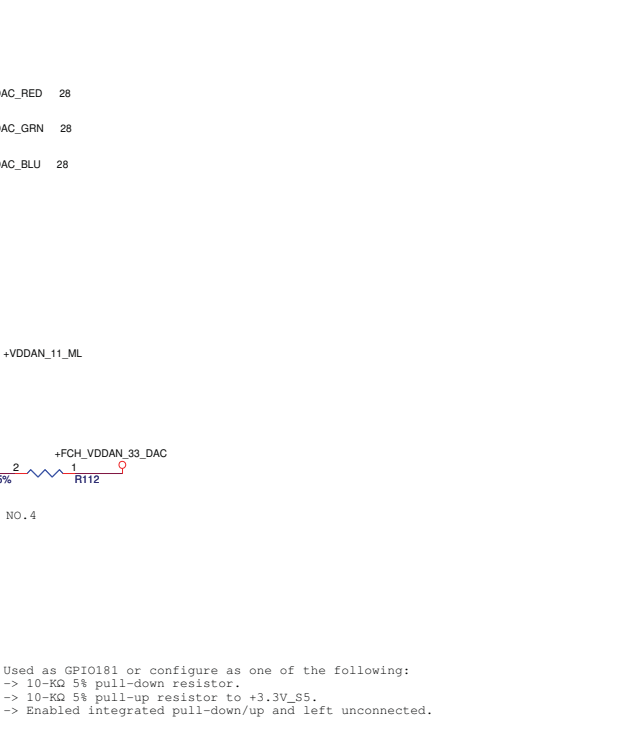 AC_RED 28
AC_GRN 28
AC_BLU 28
+VDDAN_11_ML
+FCH_VDDAN_33_DAC
2 1
5% R112
NO.4
Used as GPIO181 or configure as one of the following:
-> 10-KΩ 5% pull-down resistor.
-> 10-KΩ 5% pull-up resistor to +3.3V_S5.
-> Enabled integrated pull-down/up and left unconnected.